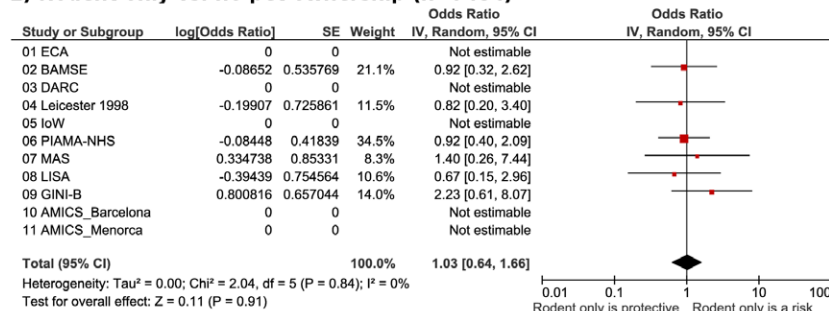 Odds Ratio Odds Ratio
Study or Subgroup log[Odds Ratio] SE Weight IV, Random, 95% CI IV, Random, 95% CI
01 ECA 0 0 Not estimable
02 BAMSE -0.08652 0.535769 21.1% 0.92 [0.32, 2.62]
03 DARC 0 0 Not estimable
04 Leicester 1998 -0.19907 0.725861 11.5% 0.82 [0.20, 3.40]
05 IoW 0 0 Not estimable
06 PIAMA-NHS -0.08448 0.41839 34.5% 0.92 [0.40, 2.09]
07 MAS 0.334738 0.85331 8.3% 1.40 [0.26, 7.44]
08 LISA -0.39439 0.754564 10.6% 0.67 [0.15, 2.96]
09 GINI-B 0.800816 0.657044 14.0% 2.23 [0.61, 8.07]
10 AMICS_Barcelona 0 0 Not estimable
11 AMICS_Menorca 0 0 Not estimable
Total (95% CI) 100.0% 1.03 [0.64, 1.66]
Heterogeneity: Tau² = 0.00; Chi² = 2.04, df = 5 (P = 0.84); I² = 0%
Test for overall effect: Z = 0.11 (P = 0.91)
0.01 0.1 1 10 100
Rodent only is protective Rodent only is a risk